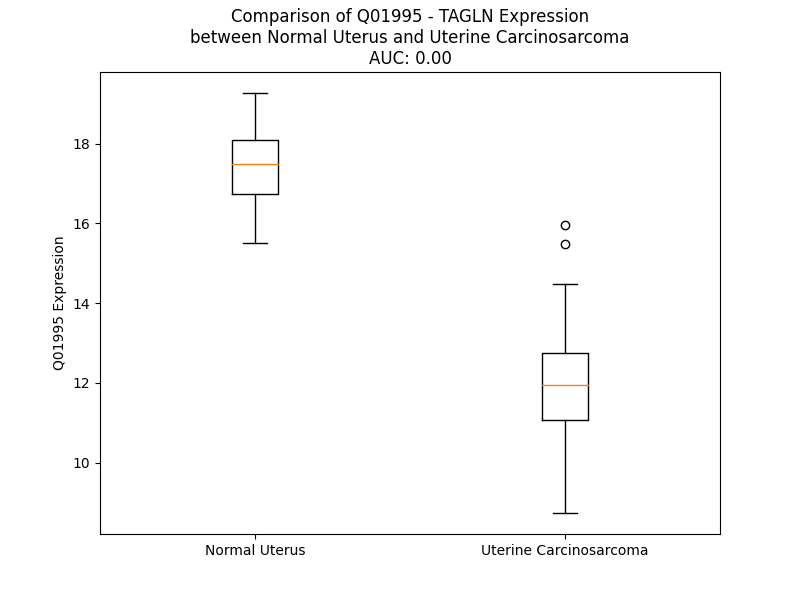 Comparison of Q01995 - TAGLN Expression
between Normal Uterus and Uterine Carcinosarcoma
AUC: 0.00
18
16
14
12
10
Q01995 Expression
Normal Uterus
Uterine Carcinosarcoma